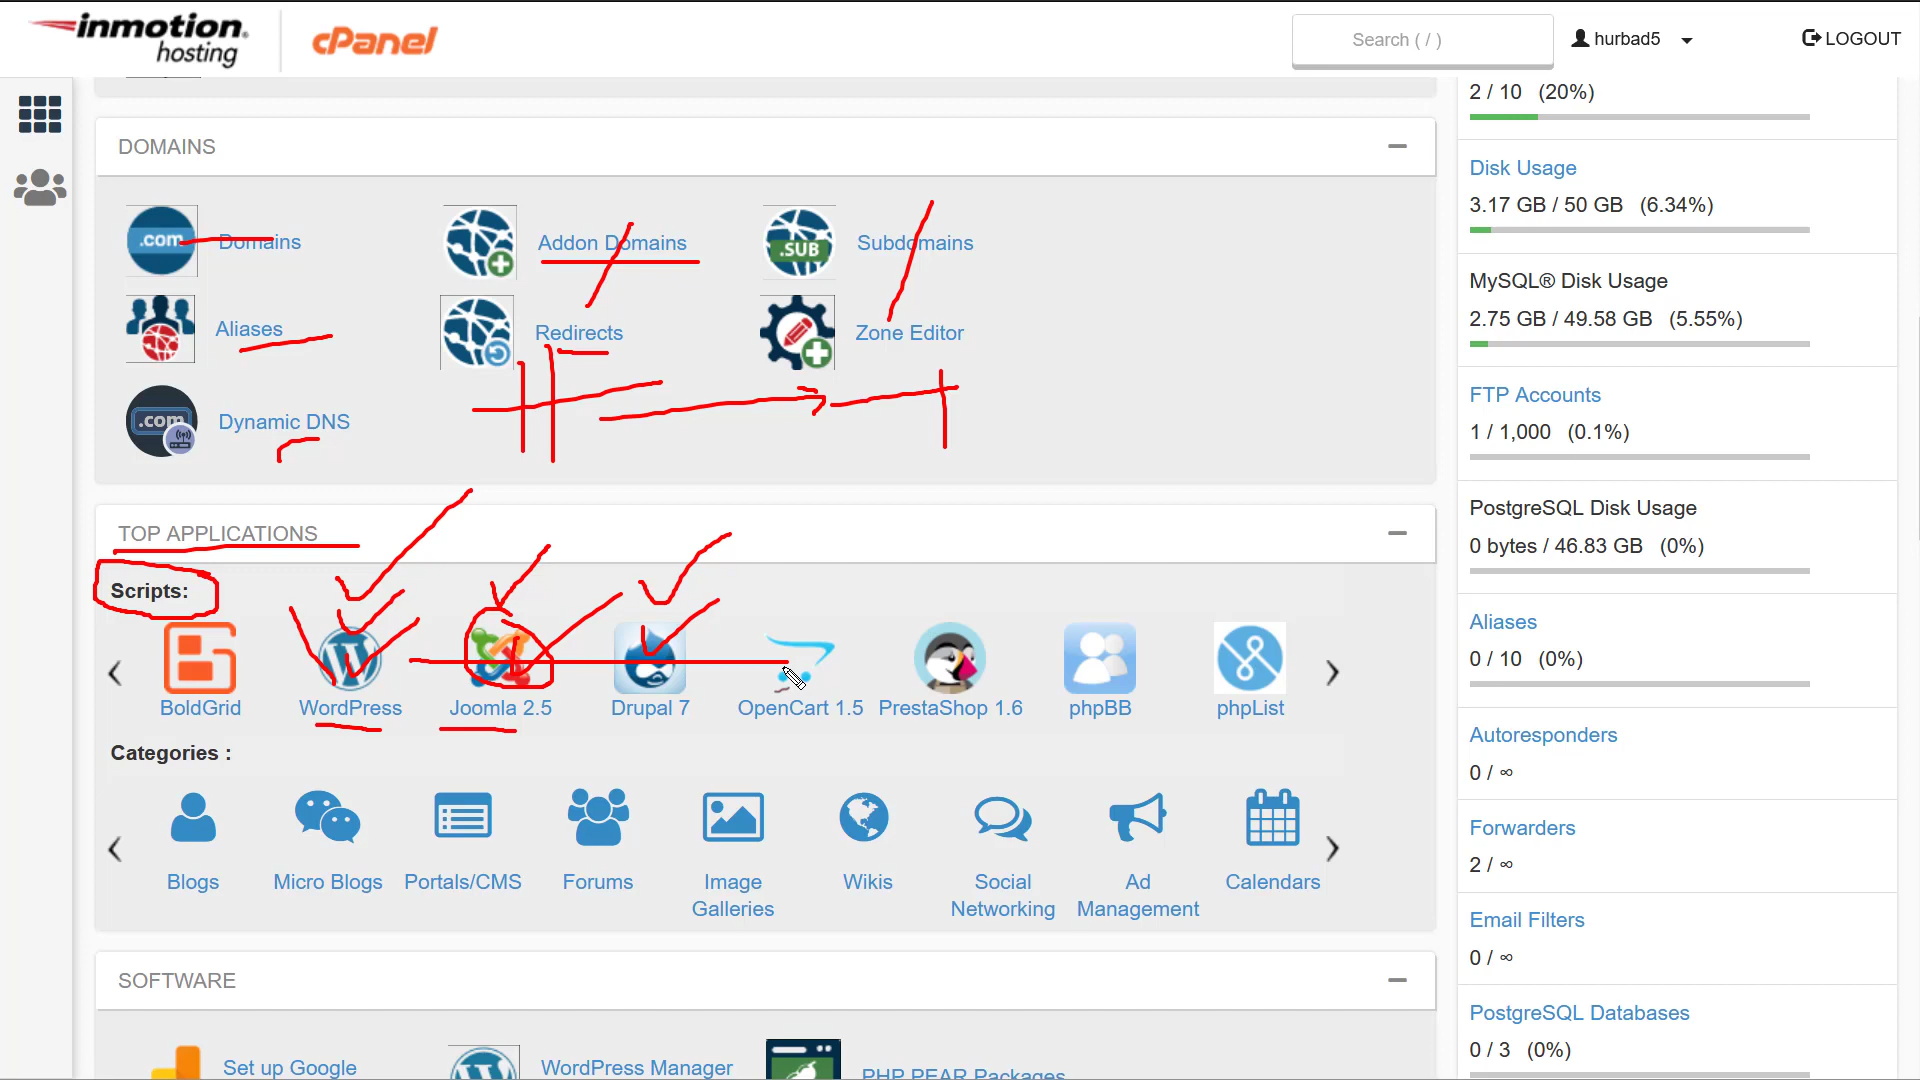 inmotion hosting
cPanel
Search ( / )
hurbad5
LOGOUT
DOMAINS
.com Domains
Addon Domains
.SUB Subdomains
Aliases
Redirects
Zone Editor
.com Dynamic DNS
TOP APPLICATIONS
Scripts:
BoldGrid
WordPress
Joomla 2.5
Drupal 7
OpenCart 1.5
PrestaShop 1.6
phpBB
phpList
Categories :
Blogs
Micro Blogs
Portals/CMS
Forums
Image
Galleries
Wikis
Social
Networking
Ad
Management
Calendars
SOFTWARE
Set up Google
WordPress Manager
PHP PEAR Packages
2 / 10 (20%)
Disk Usage
3.17 GB / 50 GB (6.34%)
MySQL® Disk Usage
2.75 GB / 49.58 GB (5.55%)
FTP Accounts
1 / 1,000 (0.1%)
PostgreSQL Disk Usage
0 bytes / 46.83 GB (0%)
Aliases
0 / 10 (0%)
Autoresponders
0 / ∞
Forwarders
2 / ∞
Email Filters
0 / ∞
PostgreSQL Databases
0 / 3 (0%)